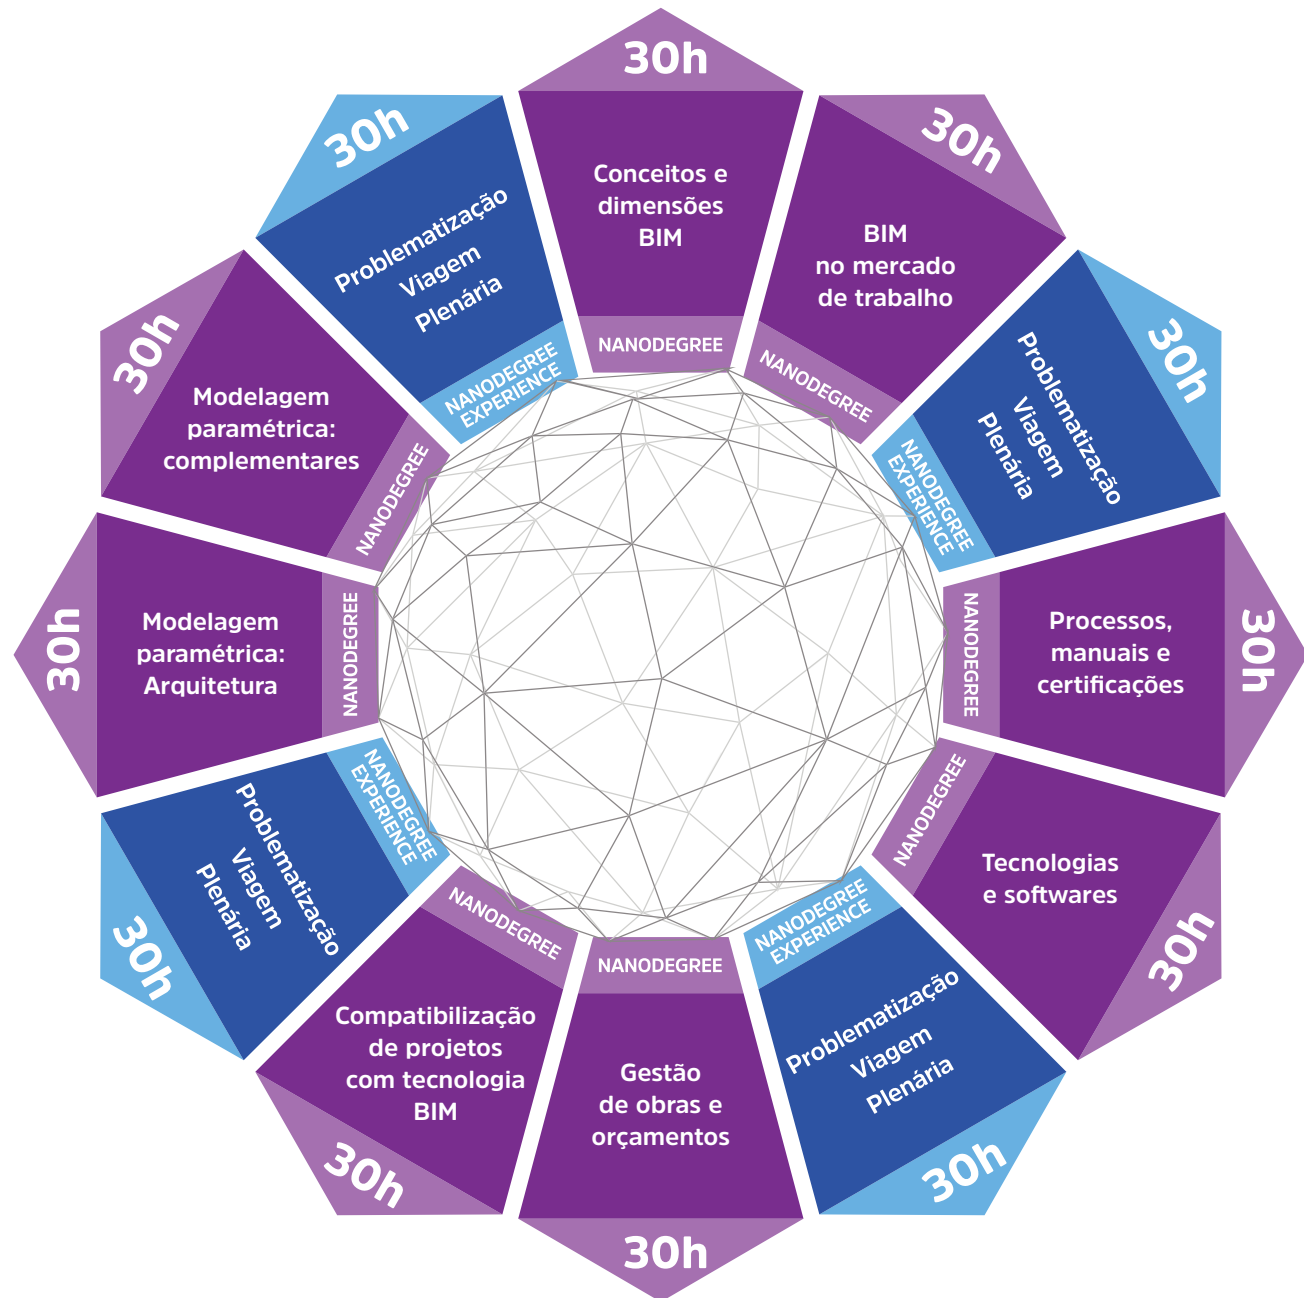 30h
Conceitos e
dimensões
BIM
NANODEGREE
30h
BIM
no mercado
de trabalho
NANODEGREE
30h
Problematização
Viagem
Plenária
NANODEGREE
EXPERIENCE
30h
Processos,
manuais e
certificações
NANODEGREE
30h
Tecnologias
e softwares
NANODEGREE
30h
Problematização
Viagem
Plenária
NANODEGREE
EXPERIENCE
30h
Gestão
de obras e
orçamentos
NANODEGREE
30h
Compatibilização
de projetos
com tecnologia
BIM
NANODEGREE
30h
Problematização
Viagem
Plenária
NANODEGREE
EXPERIENCE
30h
Modelagem
paramétrica:
Arquitetura
NANODEGREE
30h
Modelagem
paramétrica:
complementares
NANODEGREE
30h
Problematização
Viagem
Plenária
NANODEGREE
EXPERIENCE